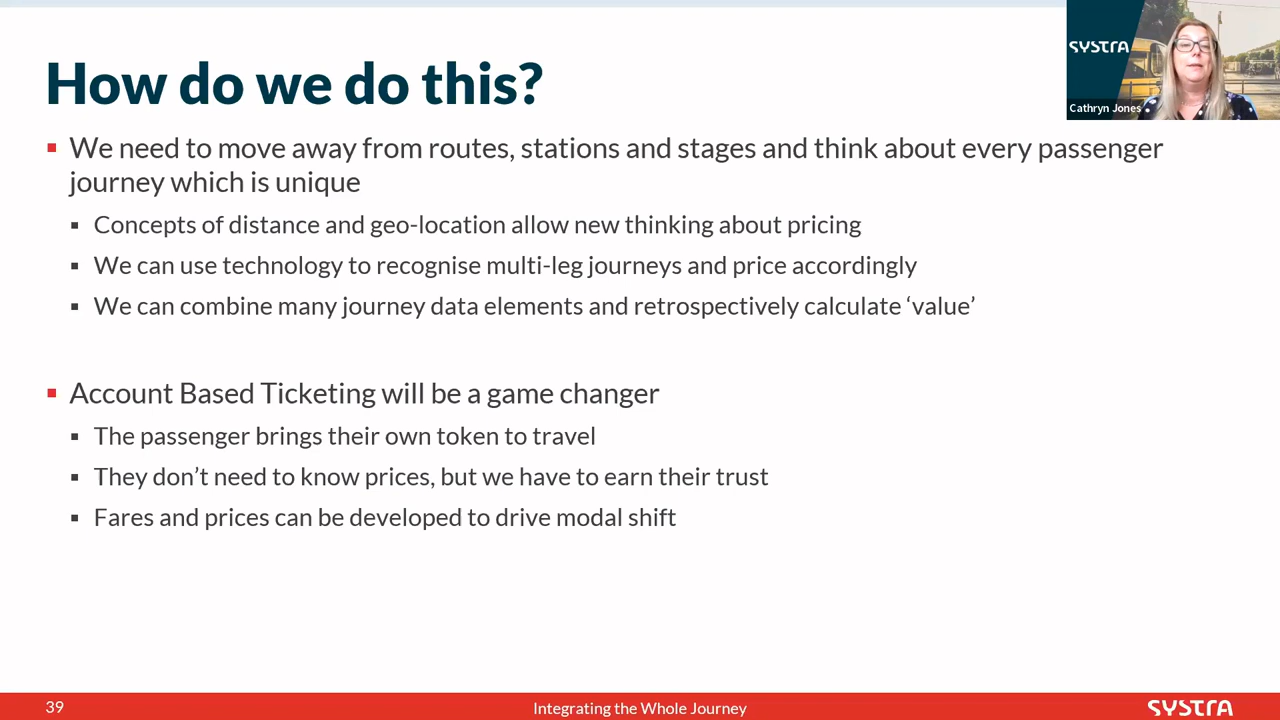 SYSTRA
Cathryn Jones
How do we do this?
We need to move away from routes, stations and stages and think about every passenger
journey which is unique
Concepts of distance and geo-location allow new thinking about pricing
We can use technology to recognise multi-leg journeys and price accordingly
We can combine many journey data elements and retrospectively calculate ‘value’
Account Based Ticketing will be a game changer
The passenger brings their own token to travel
They don’t need to know prices, but we have to earn their trust
Fares and prices can be developed to drive modal shift
39
Integrating the Whole Journey
SYSTRA